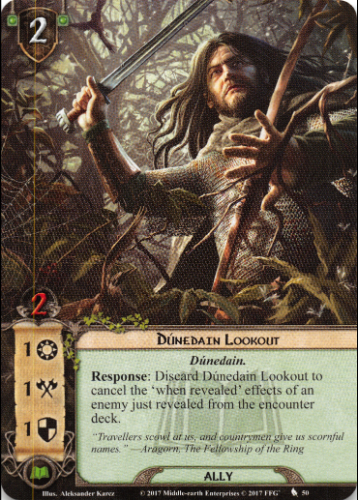 2
2
1
1
1
Dúnedain Lookout
Dúnedain.
Response: Discard Dúnedain Lookout to
cancel the 'when revealed' effects of an
enemy just revealed from the encounter
deck.
"Travellers scowl at us, and countrymen give us scornful
names." —Aragorn, The Fellowship of the Ring
ALLY
Illus. Aleksander Karcz
© 2017 Middle-earth Enterprises © 2017 FFG
50